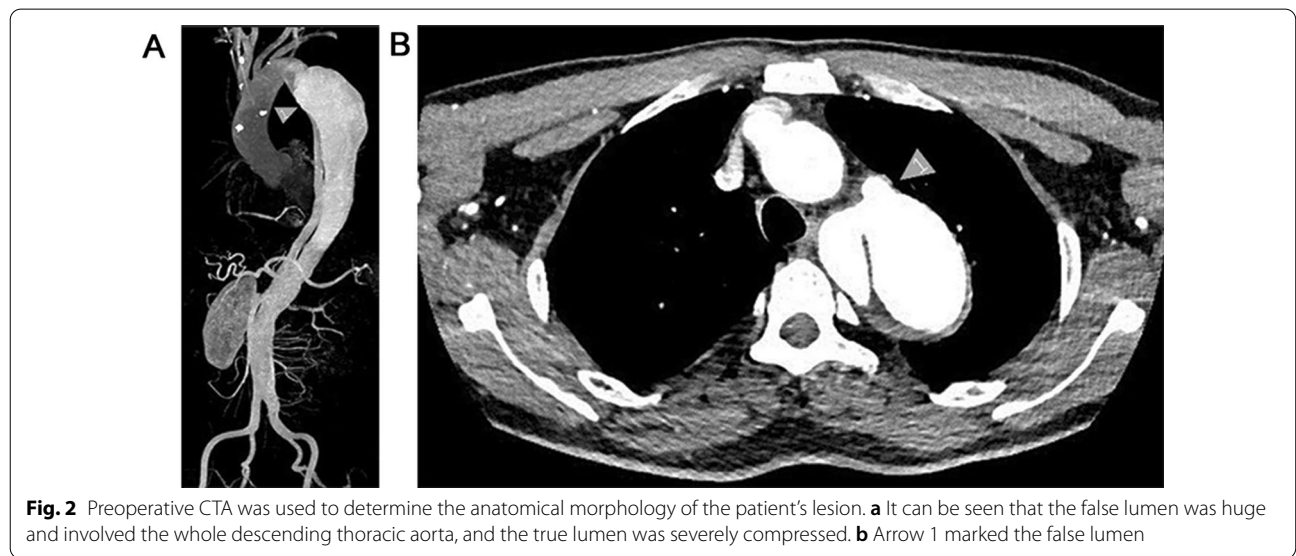 A
B
1
Fig. 2 Preoperative CTA was used to determine the anatomical morphology of the patient's lesion. a It can be seen that the false lumen was huge
and involved the whole descending thoracic aorta, and the true lumen was severely compressed. b Arrow 1 marked the false lumen